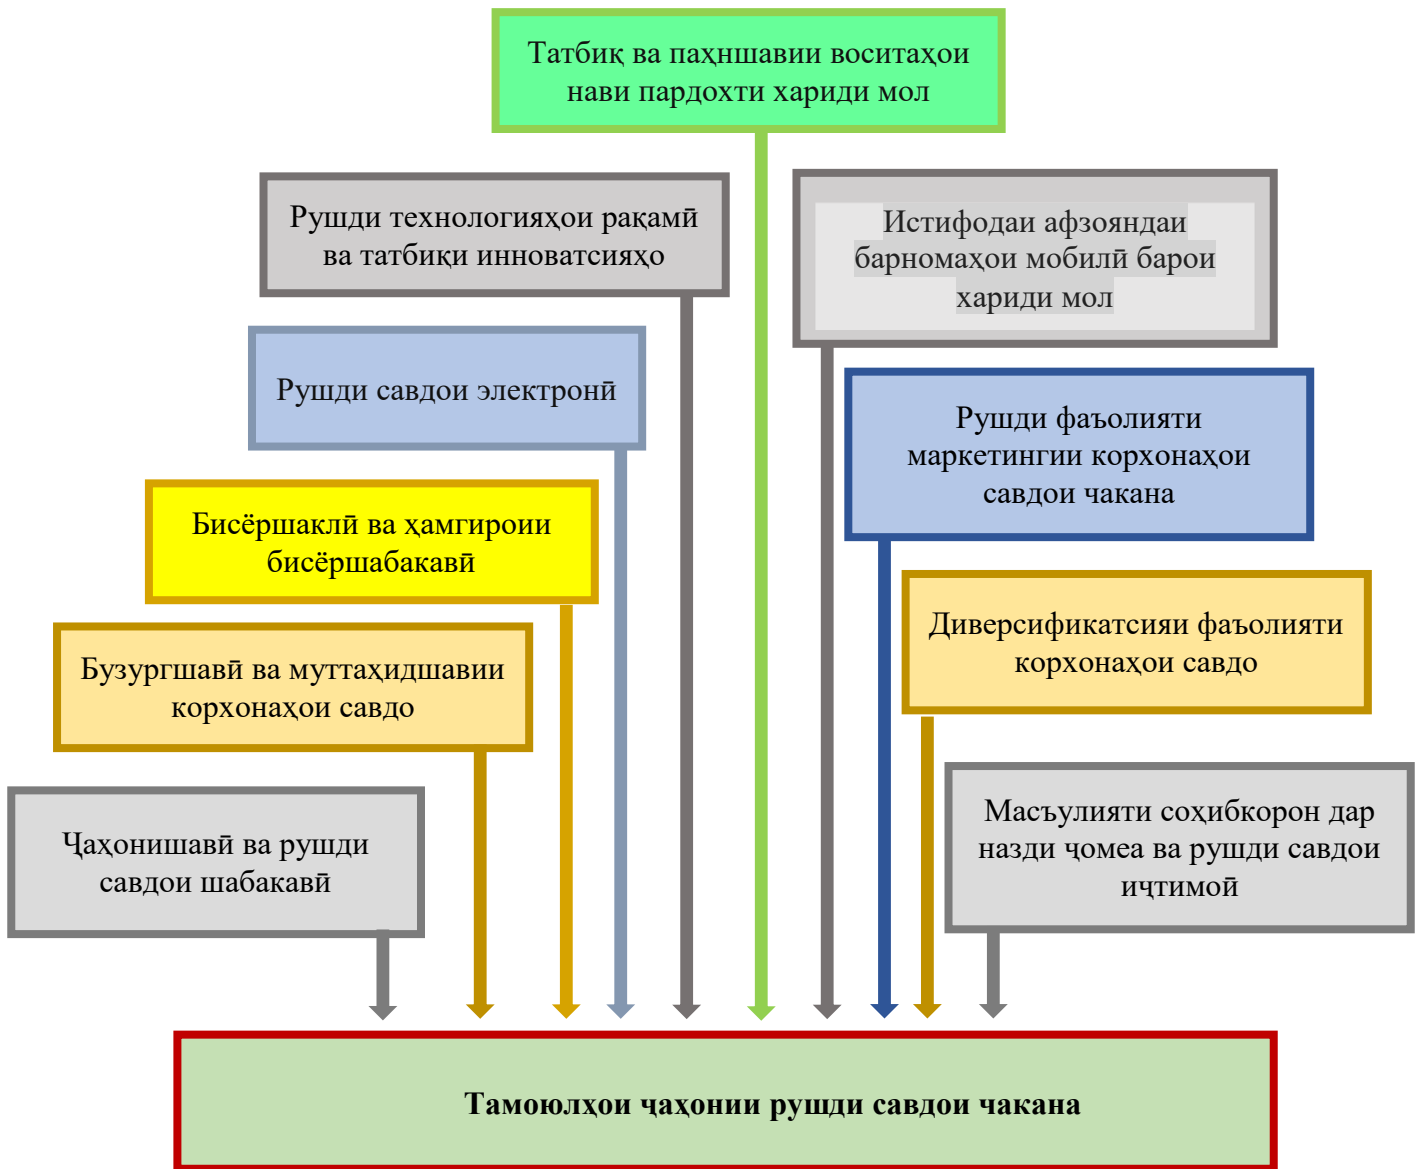 Татбиқ ва паҳншавии воситаҳои
нави пардохти хариди мол
Рушди технологияҳои рақамӣ
ва татбиқи инноватсияҳо
Истифодаи афзояндаи
барномаҳои мобилӣ барои
хариди мол
Рушди савдои электронӣ
Рушди фаъолияти
маркетингии корхонаҳои
савдои чакана
Бисёршаклӣ ва ҳамгироии
бисёршабакавӣ
Диверсификатсияи фаъолияти
корхонаҳои савдо
Бузургшавӣ ва муттаҳидшавии
корхонаҳои савдо
Ҷаҳонишавӣ ва рушди
савдои шабакавӣ
Масъулияти соҳибкорон дар
назди ҷомеа ва рушди савдои
иҷтимоӣ
Тамоюлҳои ҷаҳонии рушди савдои чакана